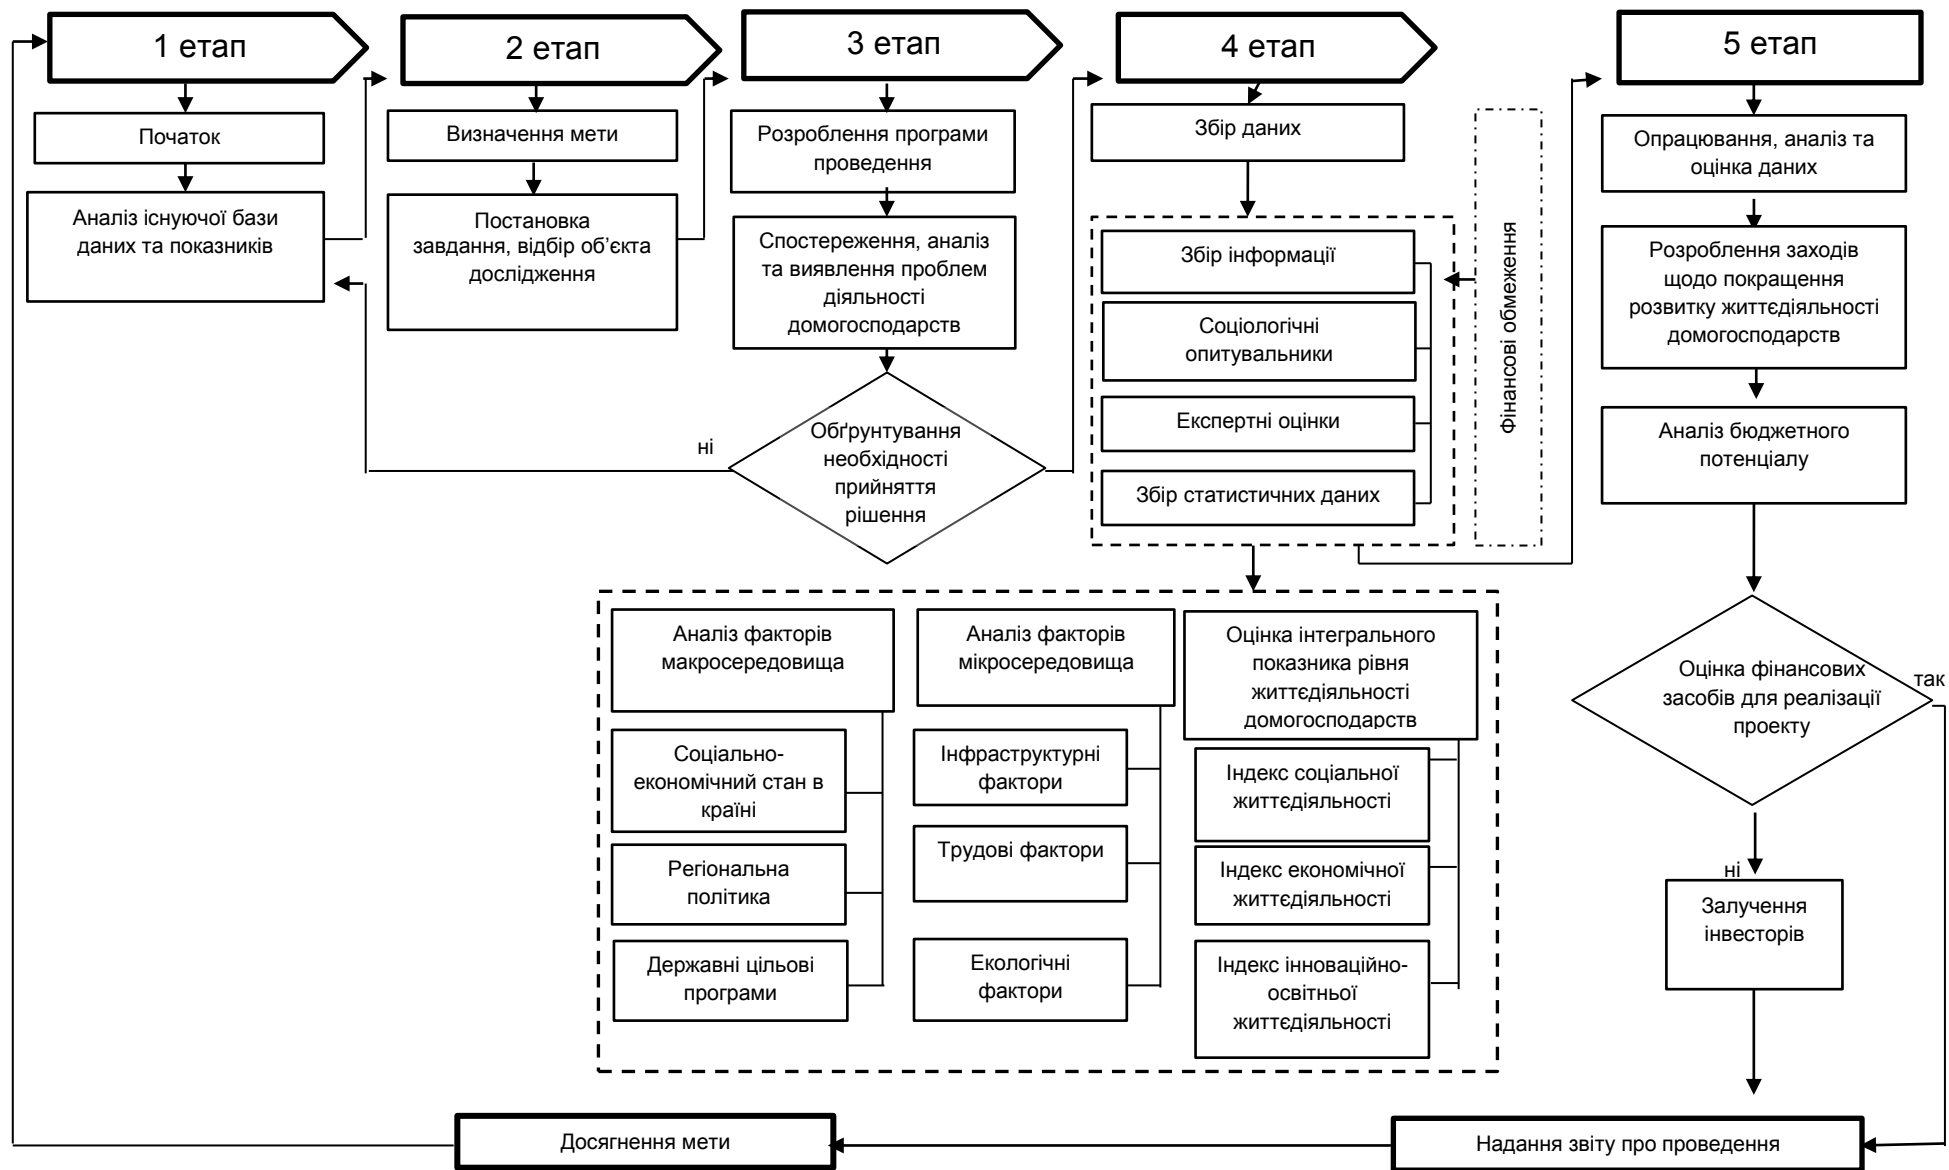 1 етап
Початок
Аналіз існуючої бази
даних та показників
2 етап
Визначення мети
Постановка
завдання, відбір об’єкта
дослідження
3 етап
Розроблення програми
проведення
Спостереження, аналіз
та виявлення проблем
діяльності
домогосподарств
ні
Обґрунтування
необхідності
прийняття
рішення
4 етап
Збір даних
Збір інформації
Соціологічні
опитувальники
Експертні оцінки
Збір статистичних даних
Фінансові обмеження
Аналіз факторів
макросередовища
Соціально-
економічний стан в
країні
Регіональна
політика
Державні цільові
програми
Аналіз факторів
мікросередовища
Інфраструктурні
фактори
Трудові фактори
Екологічні
фактори
Оцінка інтегрального
показника рівня
життєдіяльності
домогосподарств
Індекс соціальної
життєдіяльності
Індекс економічної
життєдіяльності
Індекс інноваційно-
освітньої
життєдіяльності
5 етап
Опрацювання, аналіз та
оцінка даних
Розроблення заходів
щодо покращення
розвитку життєдіяльності
домогосподарств
Аналіз бюджетного
потенціалу
Оцінка фінансових
засобів для реалізації
проекту
так
ні
Залучення
інвесторів
Надання звіту про проведення
Досягнення мети